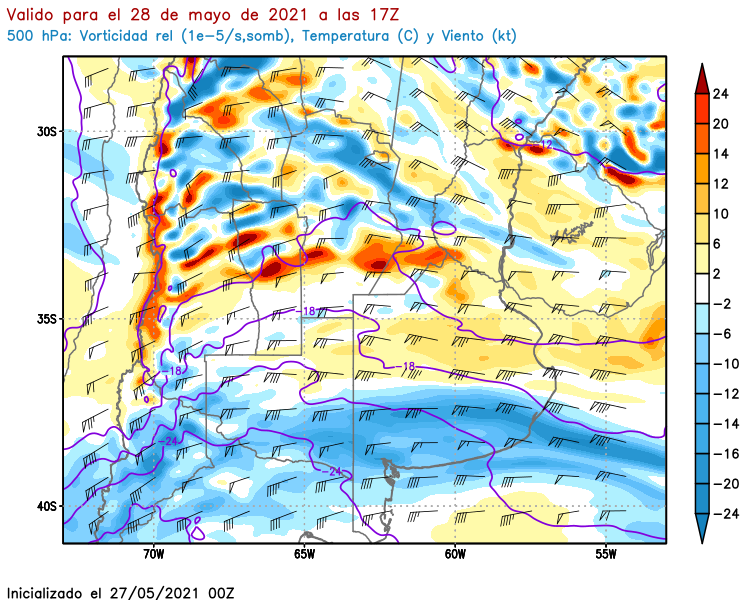 Valido para el 28 de mayo de 2021 a las 17Z
500 hPa: Vorticidad rel (1e-5/s,somb), Temperatura (C) y Viento (kt)
30S
35S
40S
70W
65W
60W
55W
-12
-18
-18
-18
-24
-24
24
20
14
12
10
6
2
-2
-6
-10
-12
-14
-16
-20
-24
Inicializado el 27/05/2021 00Z